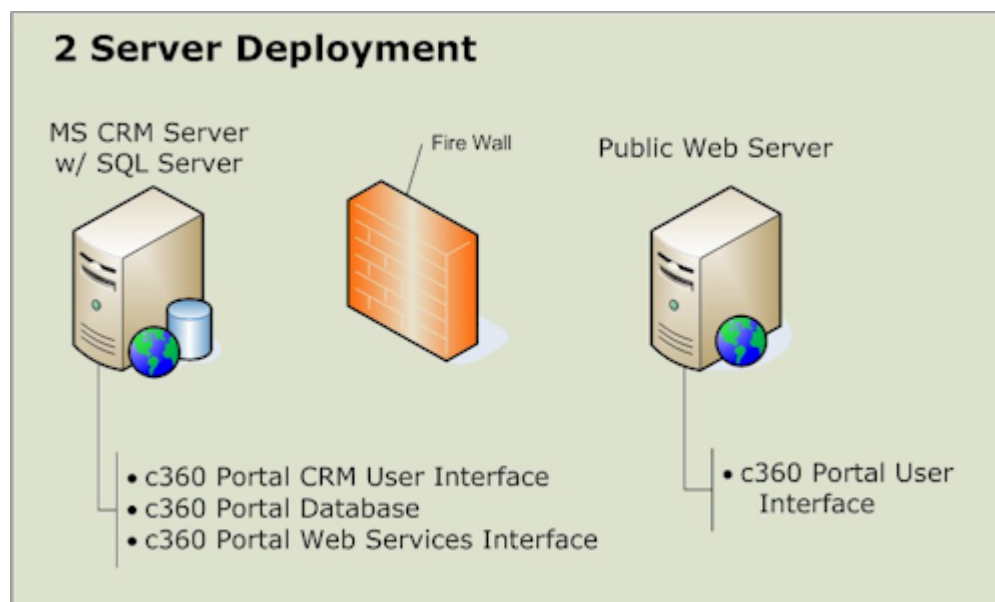 2 Server Deployment
MS CRM Server
w/ SQL Server
Fire Wall
Public Web Server
• c360 Portal CRM User Interface
• c360 Portal Database
• c360 Portal Web Services Interface
• c360 Portal User
Interface